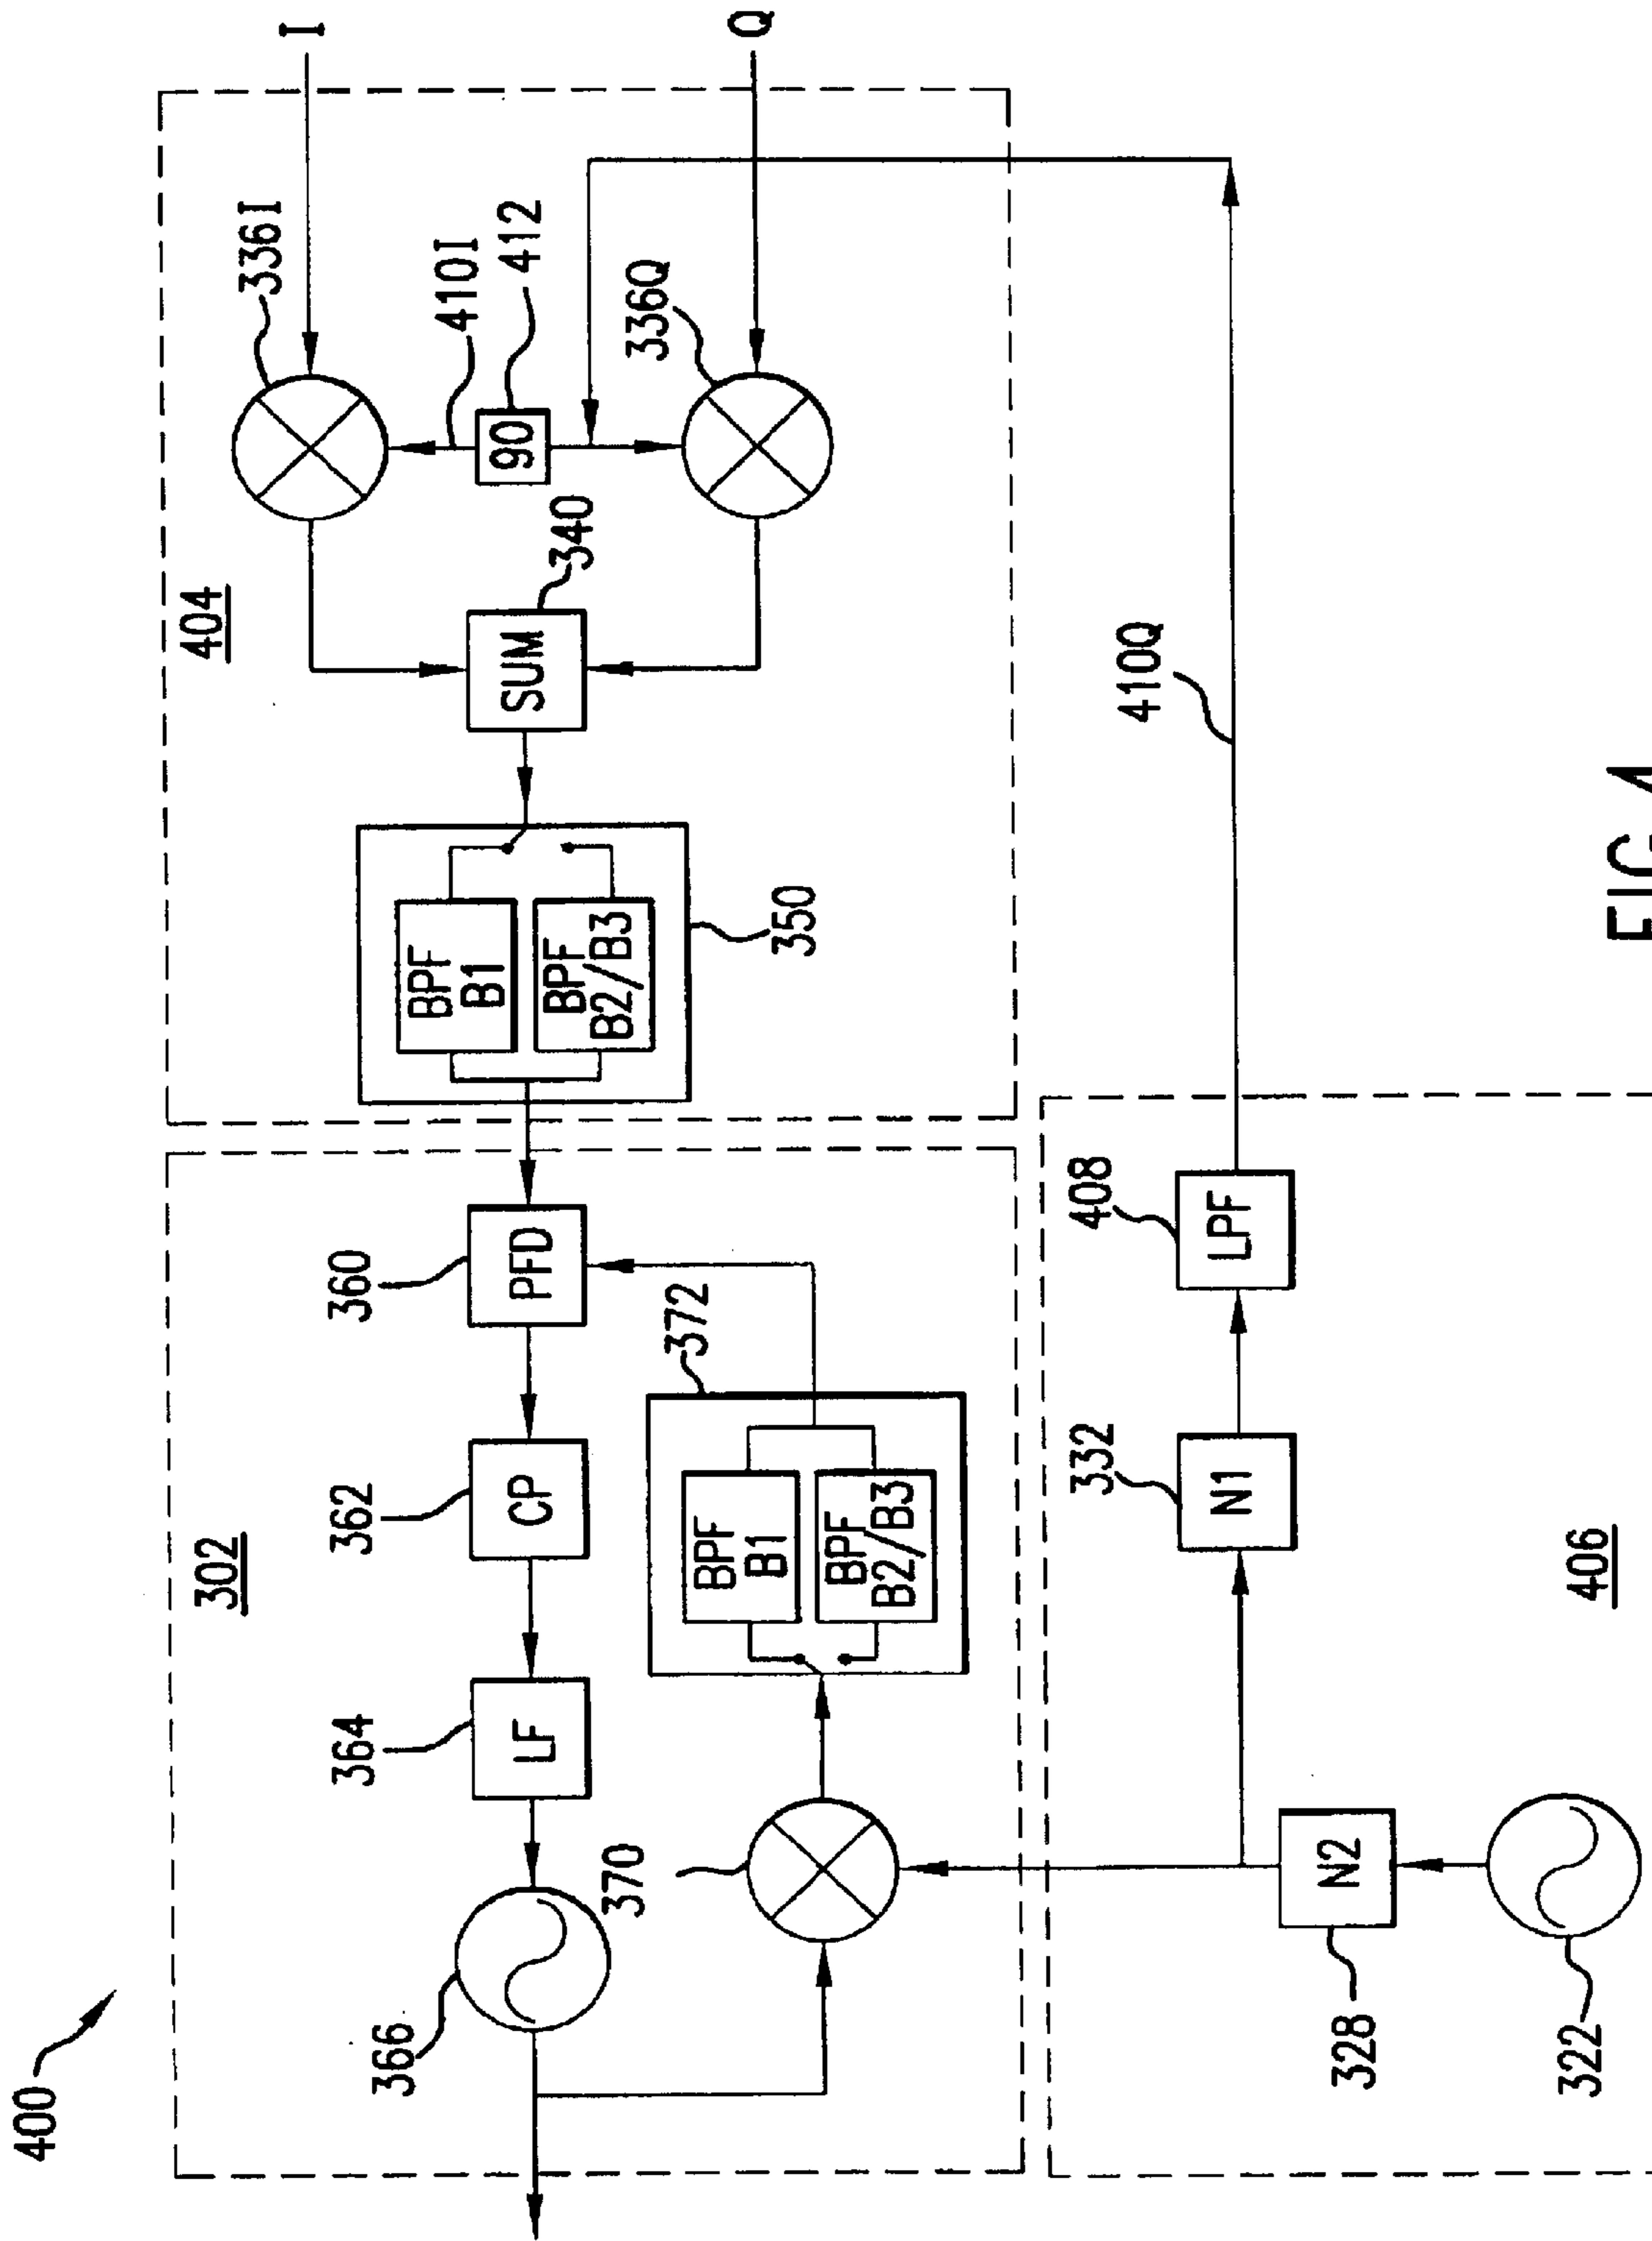 400
302
404
I
Q
336I
410I
412
90
336Q
340
SUM
350
BPF
B1
BPF
B2/B3
360
PFD
362
CP
364
LF
366
370
372
BPF
B1
BPF
B2/B3
410Q
408
LPF
332
N1
406
328
N2
322
FIG.4